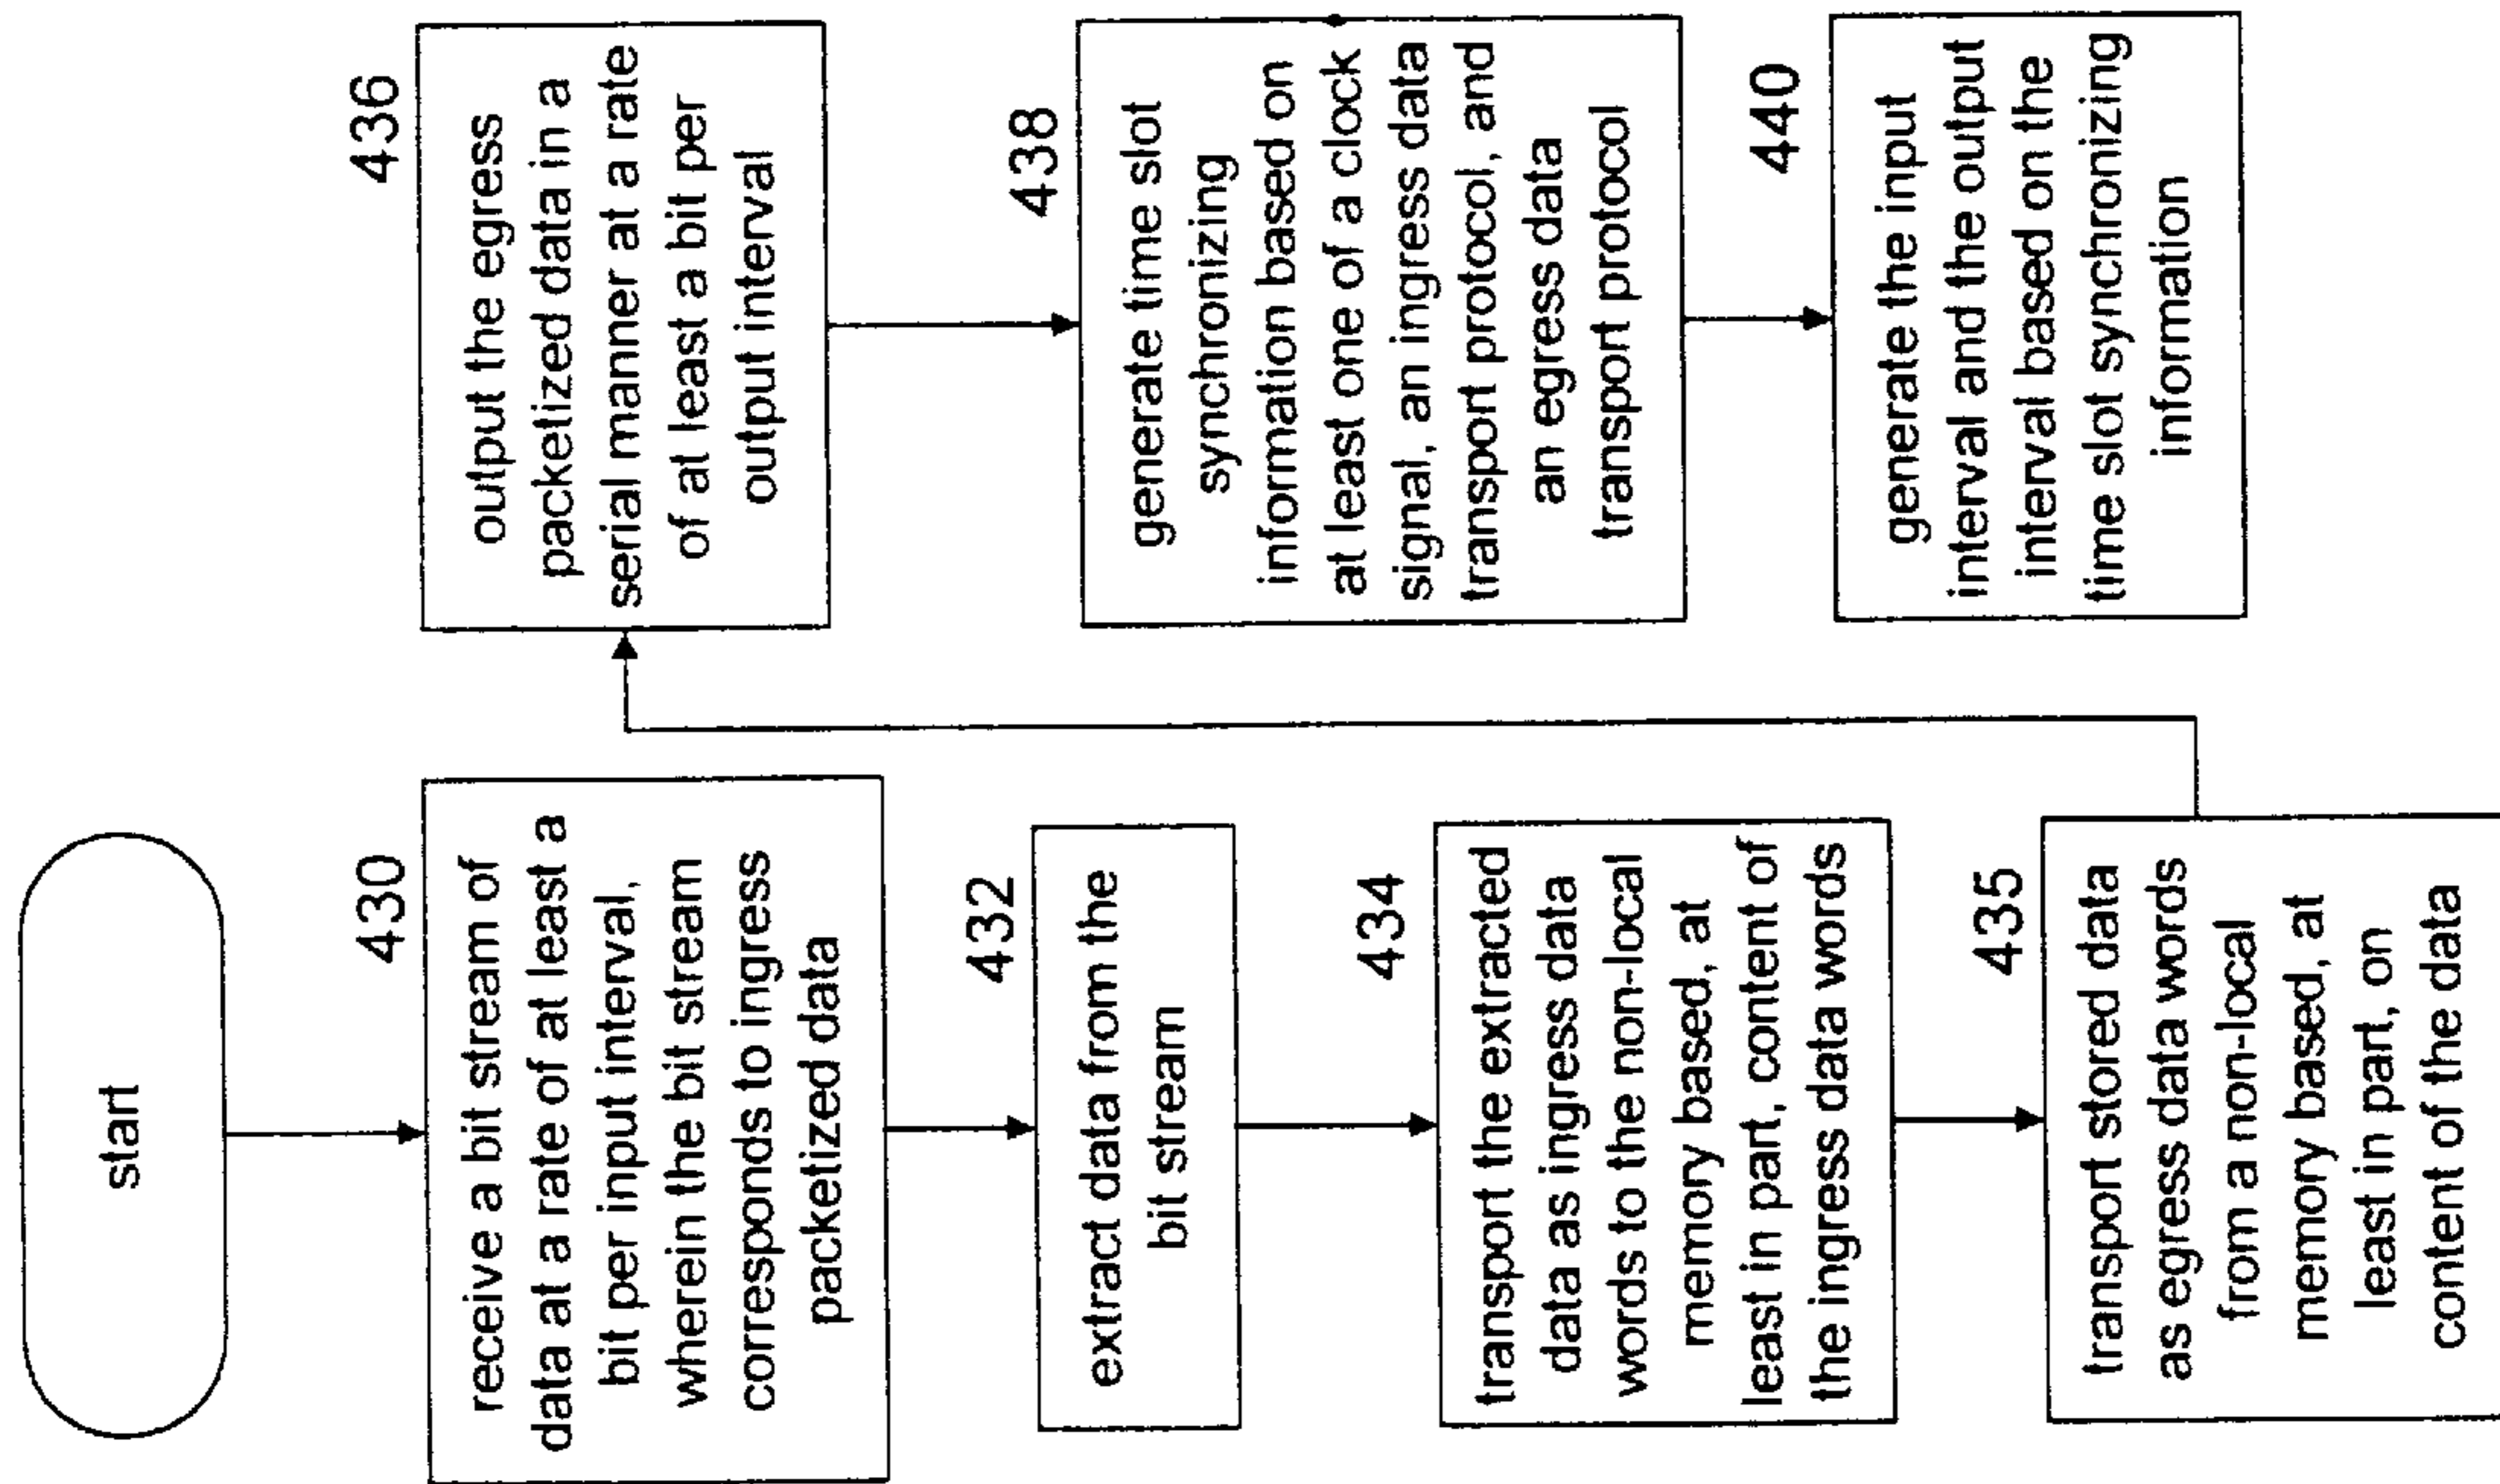 start
430
receive a bit stream of
data at a rate of at least a
bit per input interval,
wherein the bit stream
corresponds to ingress
packetized data
432
extract data from the
bit stream
434
transport the extracted
data as ingress data
words to the non-local
memory based, at
least in part, content of
the ingress data words
435
transport stored data
as egress data words
from a non-local
memory based, at
least in part, on
content of the data
436
output the egress
packetized data in a
serial manner at a rate
of at least a bit per
output interval
438
generate time slot
synchronizing
information based on
at least one of a clock
signal, an ingress data
transport protocol, and
an egress data
transport protocol
440
generate the input
interval and the output
interval based on the
time slot synchronizing
information